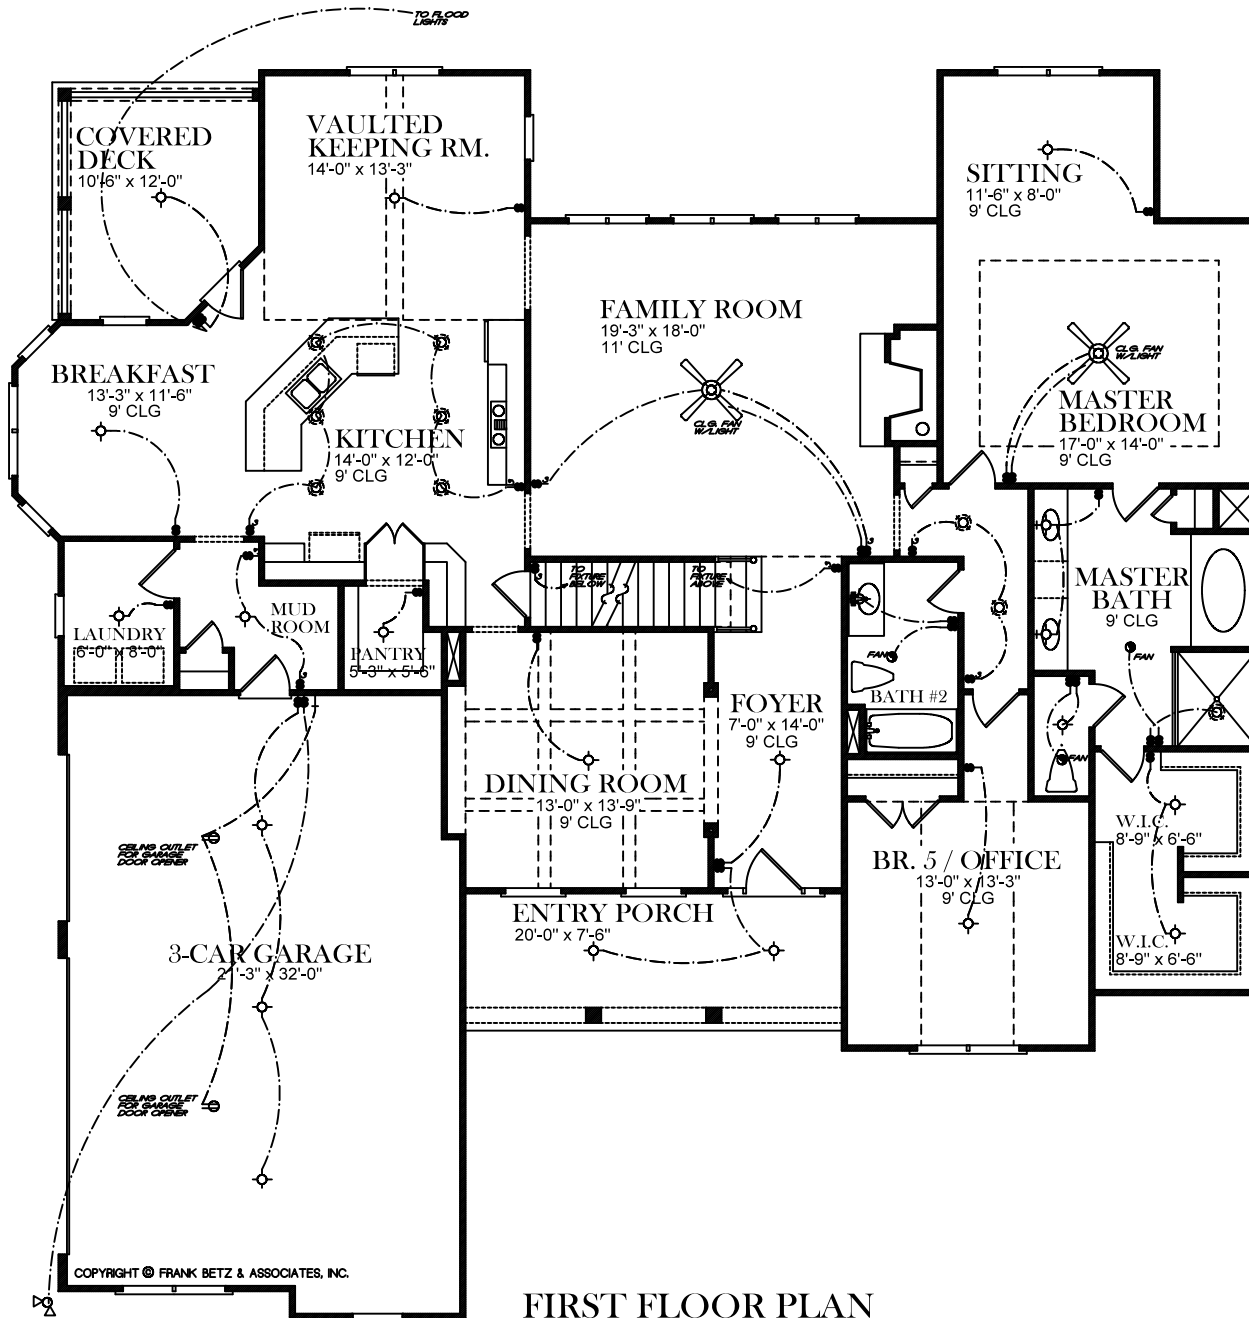 TO FLOOD
LIGHTS
COVERED
DECK
10'-6" x 12'-0"
VAULTED
KEEPING RM.
14'-0" x 13'-3"
SITTING
11'-6" x 8'-0"
9' CLG
FAMILY ROOM
19'-3" x 18'-0"
11' CLG
CLG. FAN
W/LIGHT
CLG. FAN
W/LIGHT
MASTER
BEDROOM
17'-0" x 14'-0"
9' CLG
BREAKFAST
13'-3" x 11'-6"
9' CLG
KITCHEN
14'-0" x 12'-0"
9' CLG
TO
FIXTURE
BELOW
TO
FIXTURE
ABOVE
MASTER
BATH
9' CLG
FAN
LAUNDRY
6'-0" x 8'-0"
MUD
ROOM
PANTRY
5'-3" x 5'-6"
FAN
BATH #2
FOYER
7'-0" x 14'-0"
9' CLG
DINING ROOM
13'-0" x 13'-9"
9' CLG
FAN
W.I.C.
8'-9" x 6'-6"
CEILING OUTLET
FOR GARAGE
DOOR OPENER
BR. 5 / OFFICE
13'-0" x 13'-3"
9' CLG
ENTRY PORCH
20'-0" x 7'-6"
W.I.C.
8'-9" x 6'-6"
3-CAR GARAGE
x 32'-0"
CEILING OUTLET
FOR GARAGE
DOOR OPENER
COPYRIGHT © FRANK BETZ & ASSOCIATES, INC.
FIRST FLOOR PLAN